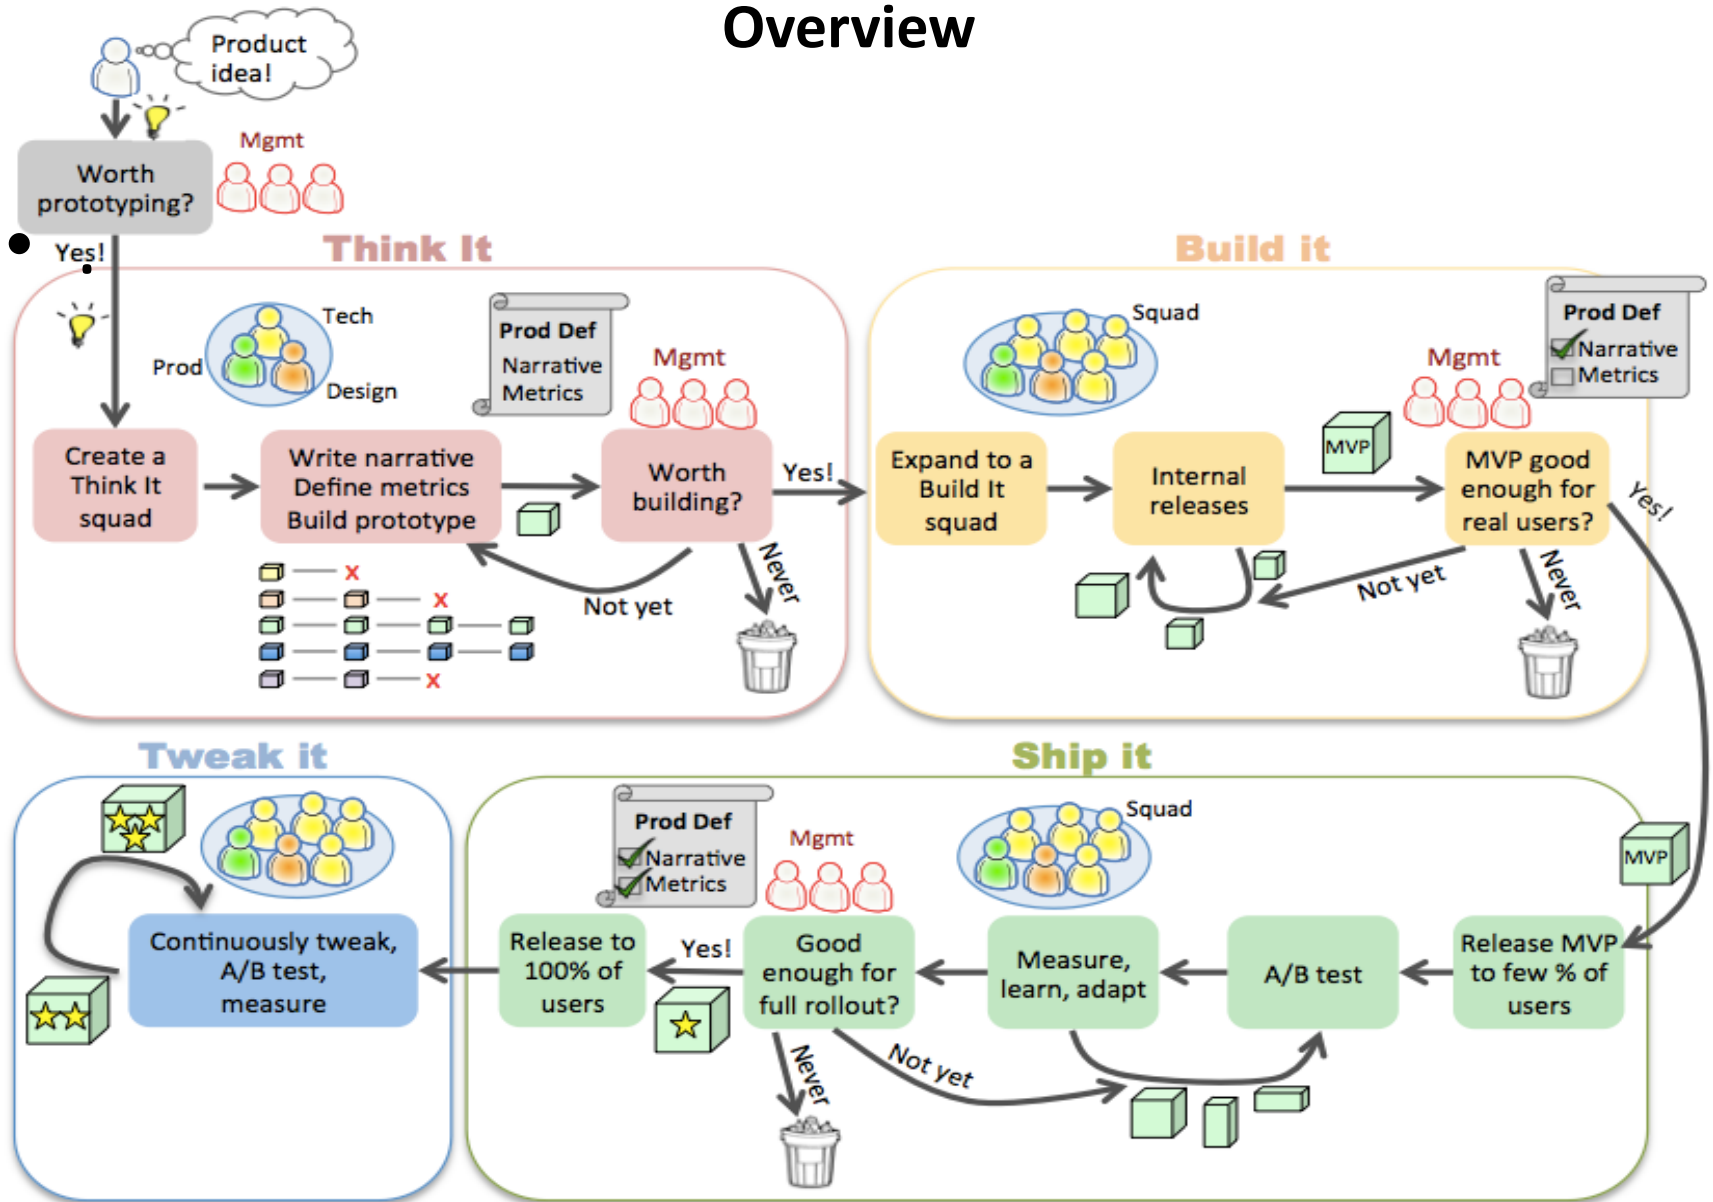 Overview
Product
idea!
Mgmt
Worth
prototyping?
Yes!
Think It
Tech
Prod
Design
Prod Def
Narrative
Metrics
Mgmt
Create a
Think It
squad
Write narrative
Define metrics
Build prototype
Worth
building?
Yes!
Not yet
Never
x
x
x
Build it
Squad
Prod Def
Narrative
Metrics
Mgmt
Expand to a
Build It
squad
Internal
releases
MVP
MVP good
enough for
real users?
Yes!
Not yet
Never
Ship it
MVP
Squad
Release MVP
to few % of
users
A/B test
Measure,
learn, adapt
Prod Def
Narrative
Metrics
Mgmt
Good
enough for
full rollout?
Yes!
Not yet
Never
Release to
100% of
users
Tweak it
Continuously tweak,
A/B test,
measure